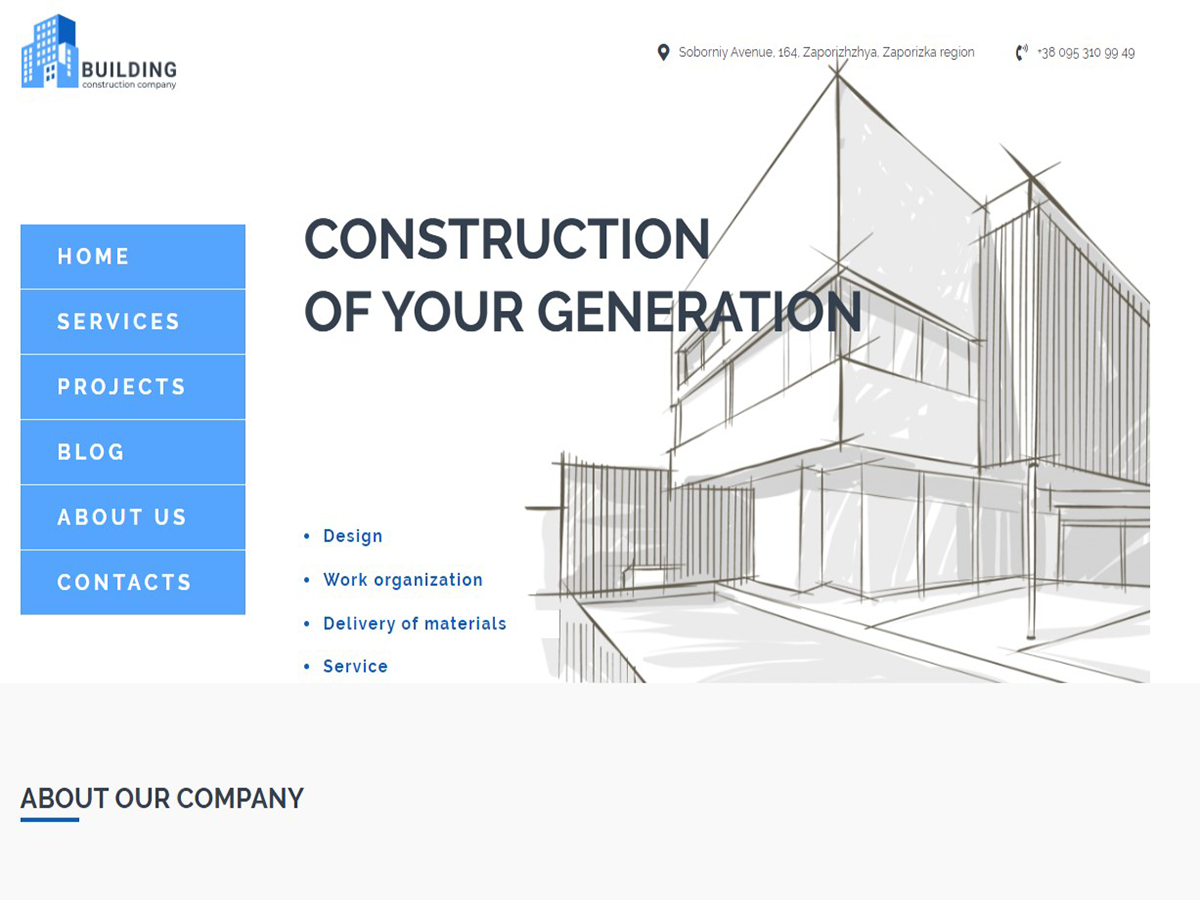 BUILDING
construction company
Soborniy Avenue, 164, Zaporizhzhya, Zaporizka region
+38 095 310 99 49
HOME
SERVICES
PROJECTS
BLOG
ABOUT US
CONTACTS
CONSTRUCTION
OF YOUR GENERATION
• Design
• Work organization
• Delivery of materials
• Service
ABOUT OUR COMPANY